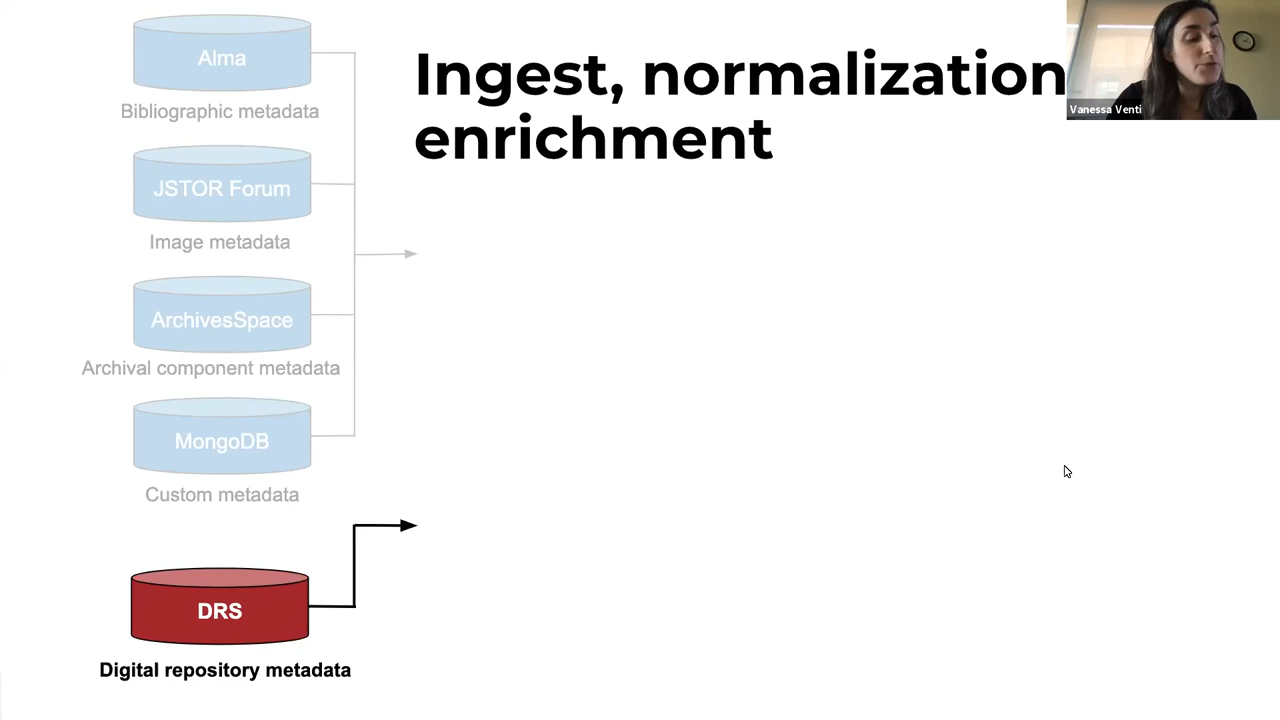 Alma
Bibliographic metadata
JSTOR Forum
Image metadata
ArchivesSpace
Archival component metadata
MongoDB
Custom metadata
DRS
Digital repository metadata
Ingest, normalization
enrichment
Vanessa Venti